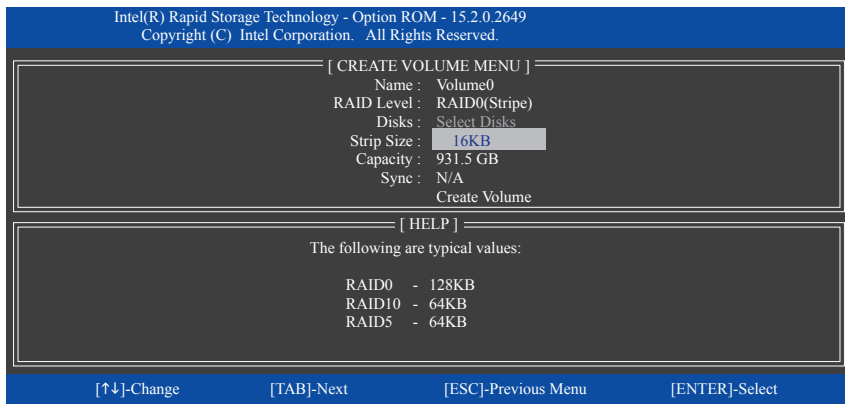 Intel(R) Rapid Storage Technology - Option ROM - 15.2.0.2649
Copyright (C) Intel Corporation. All Rights Reserved.
[ CREATE VOLUME MENU ]
Name : Volume0
RAID Level : RAID0(Stripe)
Disks : Select Disks
Strip Size : 16KB
Capacity : 931.5 GB
Sync : N/A
Create Volume
[ HELP ]
The following are typical values:
RAID0 - 128KB
RAID10 - 64KB
RAID5 - 64KB
[↑↓]-Change [TAB]-Next [ESC]-Previous Menu [ENTER]-Select